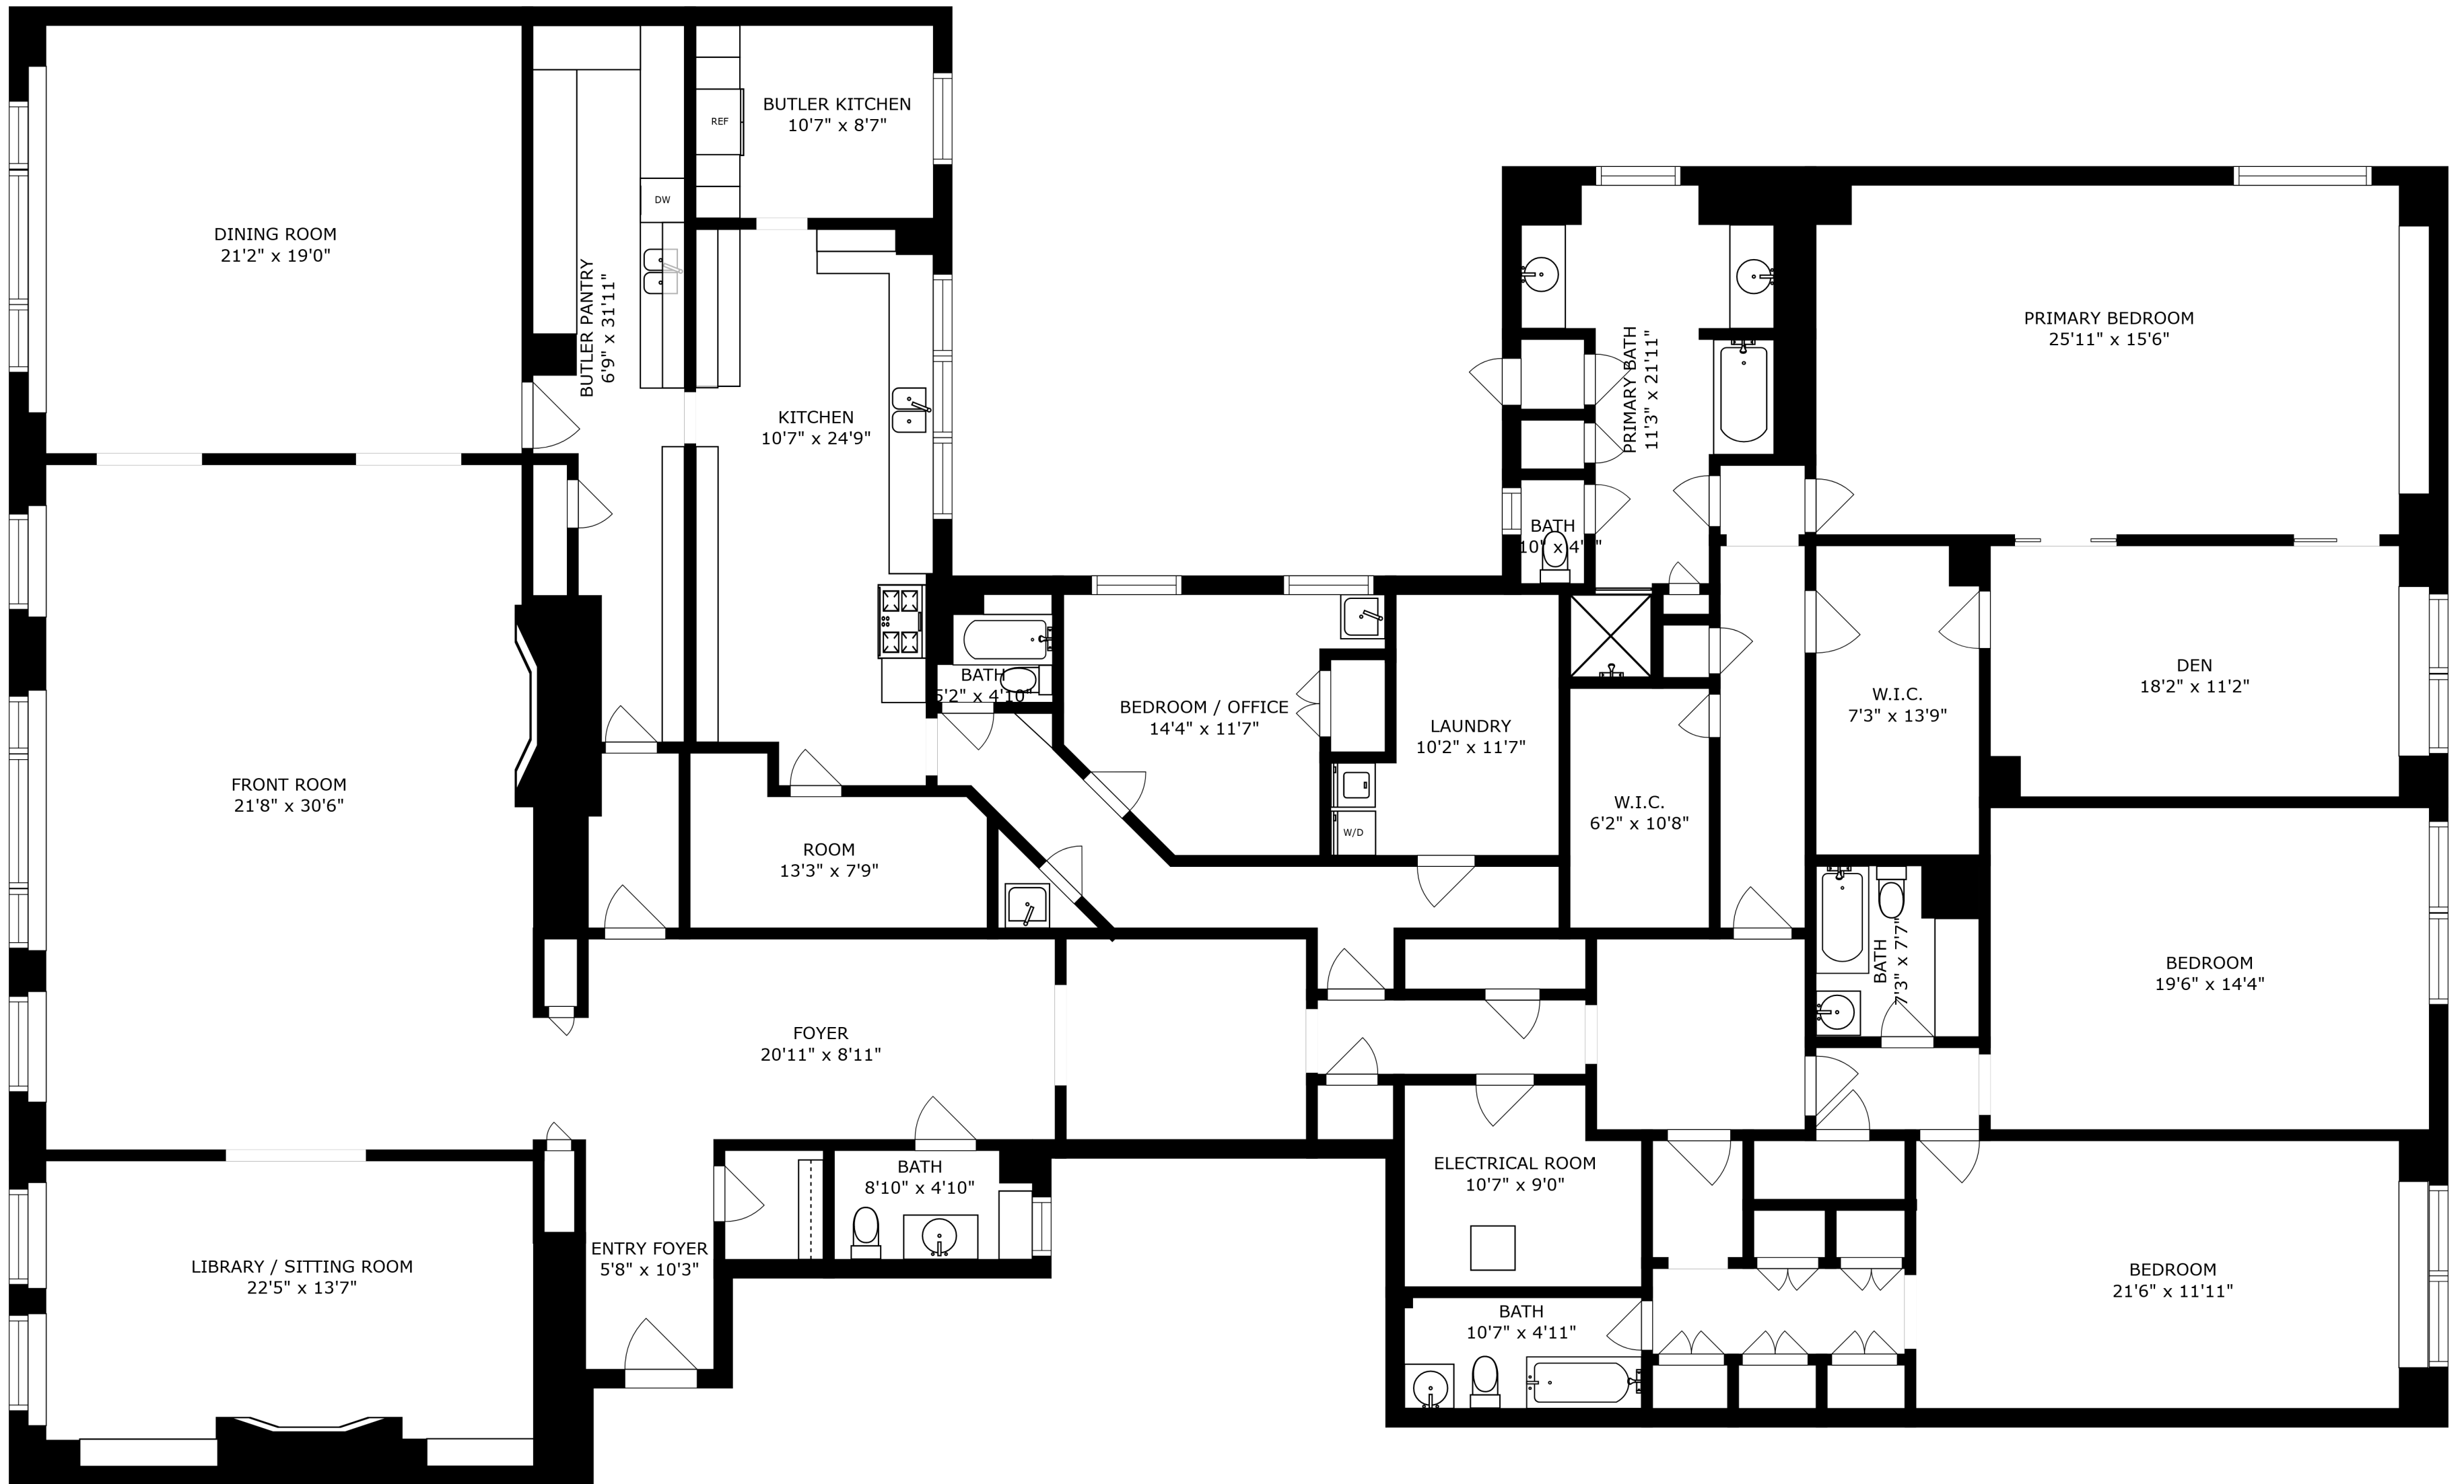 BUTLER KITCHEN
10'7" x 8'7"
REF
DW
DINING ROOM
21'2" x 19'0"
BUTLER PANTRY
6'9" x 31'11"
KITCHEN
10'7" x 24'9"
PRIMARY BEDROOM
25'11" x 15'6"
PRIMARY BATH
11'3" x 21'11"
BATH
BATH
5'2" x 4'10"
BEDROOM / OFFICE
14'4" x 11'7"
LAUNDRY
10'2" x 11'7"
W/D
W.I.C.
6'2" x 10'8"
W.I.C.
7'3" x 13'9"
DEN
18'2" x 11'2"
FRONT ROOM
21'8" x 30'6"
ROOM
13'3" x 7'9"
BATH
7'3" x 7'7"
BEDROOM
19'6" x 14'4"
FOYER
20'11" x 8'11"
BATH
8'10" x 4'10"
ELECTRICAL ROOM
10'7" x 9'0"
ENTRY FOYER
5'8" x 10'3"
LIBRARY / SITTING ROOM
22'5" x 13'7"
BEDROOM
21'6" x 11'11"
BATH
10'7" x 4'11"